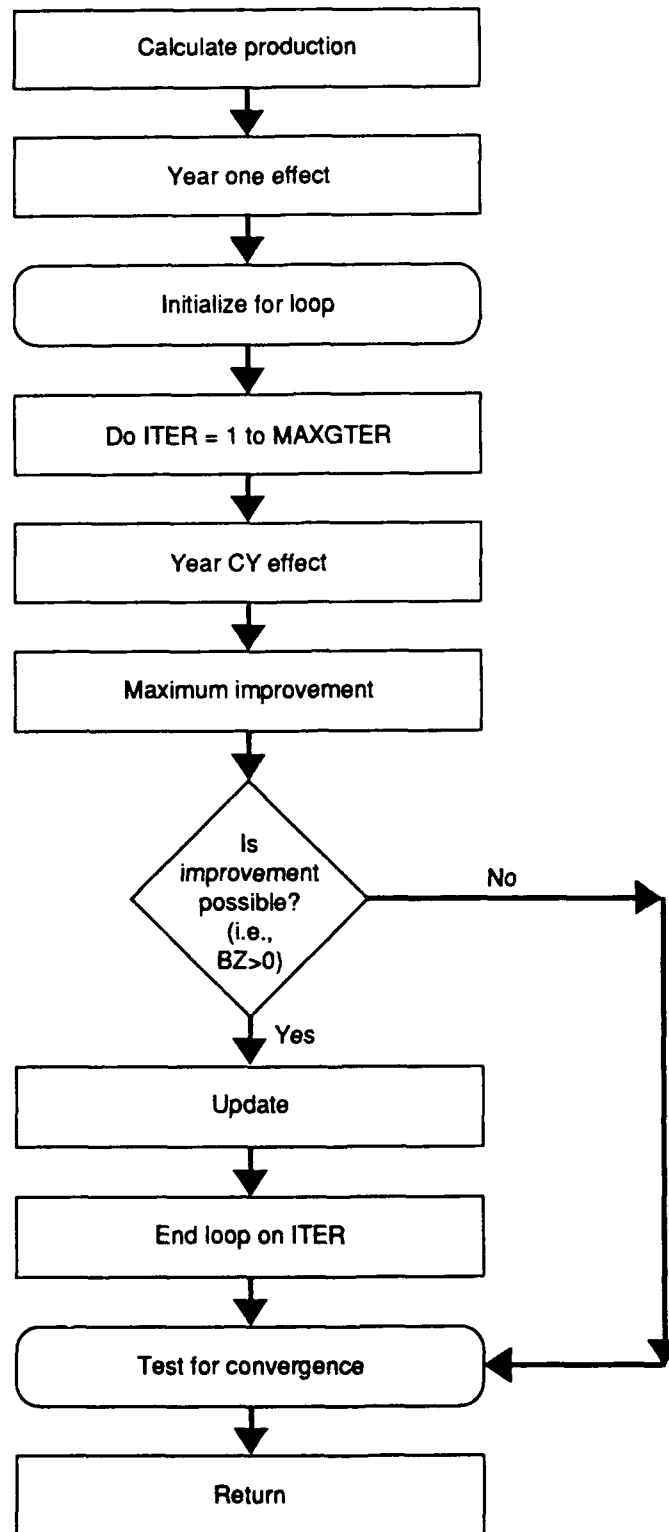 Calculate production
Year one effect
Initialize for loop
Do ITER = 1 to MAXGTER
Year CY effect
Maximum improvement
Is
improvement
possible?
(i.e.,
BZ>0)
No
Yes
Update
End loop on ITER
Test for convergence
Return